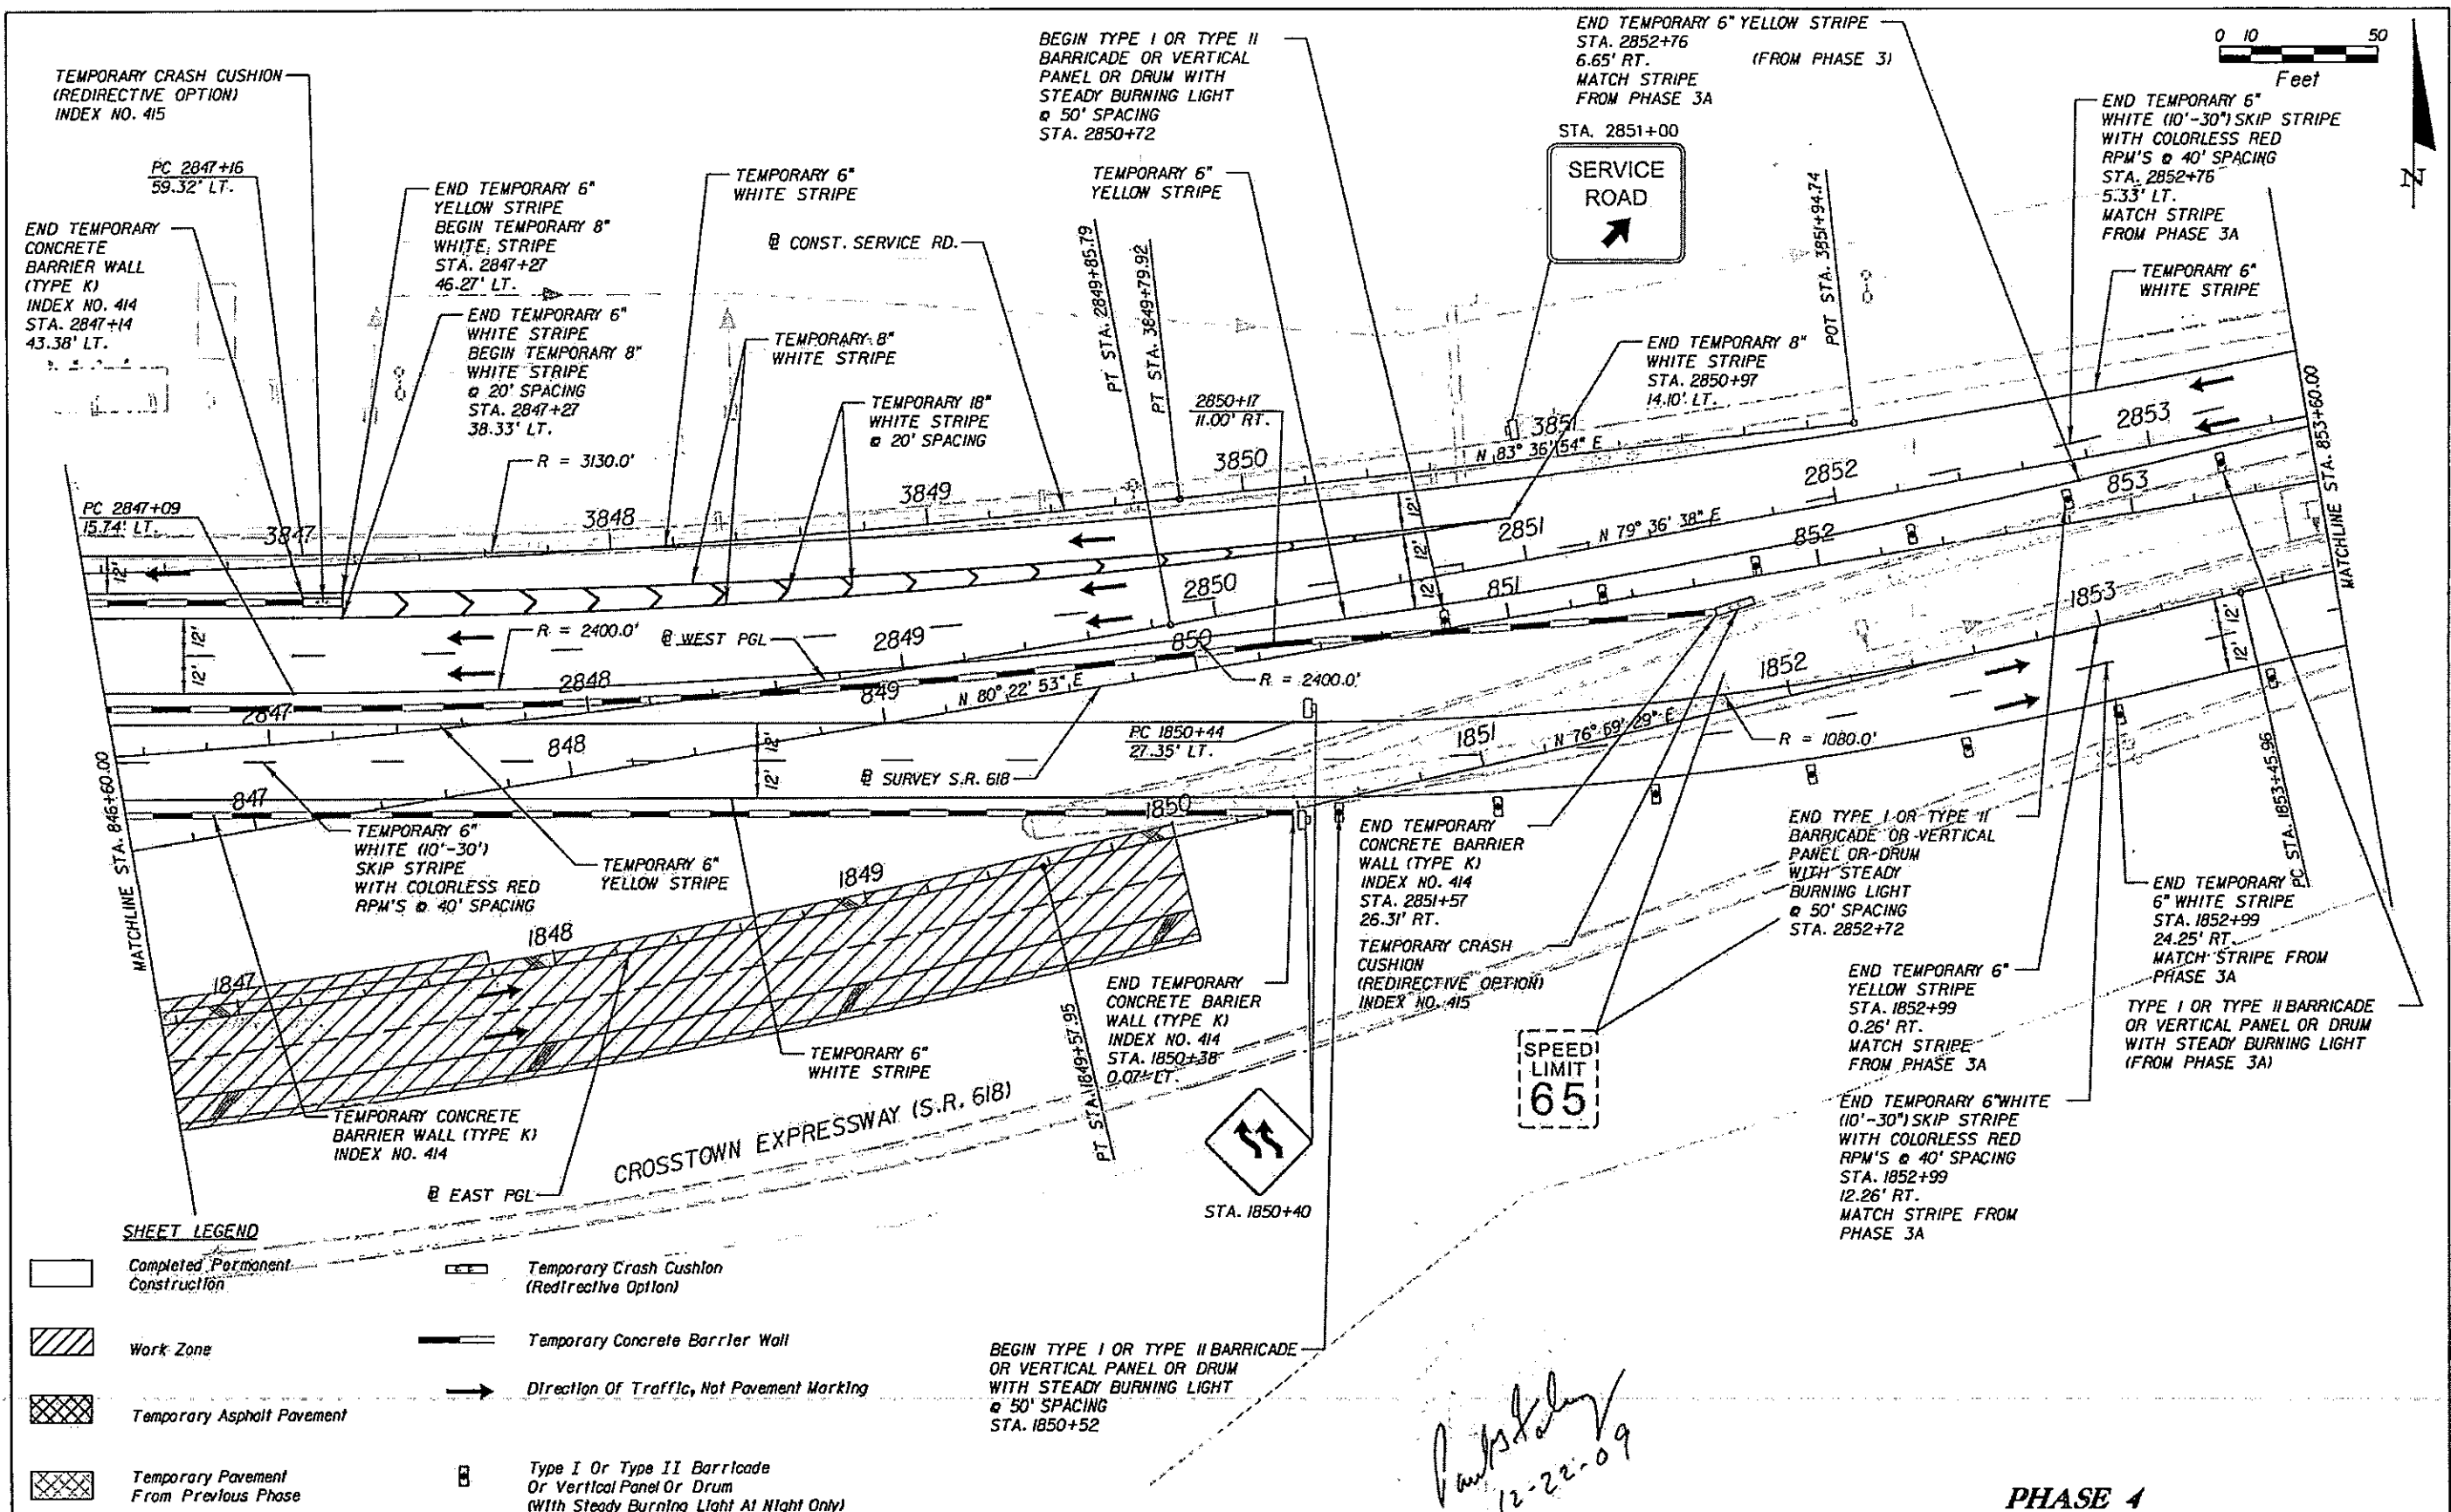 TEMPORARY CRASH CUSHION
(REDIRECTIVE OPTION)
INDEX NO. 415
PC 2847+16
59.32' LT.
END TEMPORARY
CONCRETE
BARRIER WALL
(TYPE K)
INDEX NO. 414
STA. 2847+14
43.38' LT.
END TEMPORARY 6"
YELLOW STRIPE
BEGIN TEMPORARY 8"
WHITE STRIPE
STA. 2847+27
46.27' LT.
END TEMPORARY 6"
WHITE STRIPE
BEGIN TEMPORARY 8"
WHITE STRIPE
@ 20' SPACING
STA. 2847+27
38.33' LT.
TEMPORARY 6"
WHITE STRIPE
CONST. SERVICE RD.
TEMPORARY 8"
WHITE STRIPE
TEMPORARY 18"
WHITE STRIPE
@ 20' SPACING
BEGIN TYPE I OR TYPE II
BARRICADE OR VERTICAL
PANEL OR DRUM WITH
STEADY BURNING LIGHT
@ 50' SPACING
STA. 2850+72
TEMPORARY 6"
YELLOW STRIPE
PT STA. 2849+85.79
PT STA. 3849+79.92
2850+17
11.00' RT.
END TEMPORARY 6" YELLOW STRIPE
STA. 2852+76
6.65' RT. (FROM PHASE 3)
MATCH STRIPE
FROM PHASE 3A
STA. 2851+00
SERVICE
ROAD
END TEMPORARY 8"
WHITE STRIPE
STA. 2850+97
14.10' LT.
POT STA. 3851+94.74
0 10 50
Feet
N
END TEMPORARY 6"
WHITE (10'-30") SKIP STRIPE
WITH COLORLESS RED
RPM'S @ 40' SPACING
STA. 2852+76
5.33' LT.
MATCH STRIPE
FROM PHASE 3A
TEMPORARY 6"
WHITE STRIPE
MATCHLINE STA. 853+60.00
R = 3130.0'
3847
3848
3849
3850
3851
N 83° 36' 54" E
PC 2847+09
15.74' LT.
12'
12'
12'
R = 2400.0'
WEST PGL
2847
2848
2849
2850
2851
2852
2853
N 79° 36' 38" E
12'
12'
12'
847
848
849
850
851
852
853
N 80° 22' 53" E
R = 2400.0'
12'
12'
SURVEY S.R. 618
PC 1850+44
27.35' LT.
1847
1848
1849
1850
1851
1852
1853
N 76° 59' 29" E
R = 1080.0'
12'
12'
PC STA. 1853+45.96
MATCHLINE STA. 846+60.00
TEMPORARY 6"
WHITE (10'-30')
SKIP STRIPE
WITH COLORLESS RED
RPM'S @ 40' SPACING
TEMPORARY 6"
YELLOW STRIPE
TEMPORARY 6"
WHITE STRIPE
TEMPORARY CONCRETE
BARRIER WALL (TYPE K)
INDEX NO. 414
EAST PGL
CROSSTOWN EXPRESSWAY (S.R. 618)
PT STA. 1849+57.95
END TEMPORARY
CONCRETE BARIER
WALL (TYPE K)
INDEX NO. 414
STA. 1850+38
0.07' LT.
STA. 1850+40
END TEMPORARY
CONCRETE BARRIER
WALL (TYPE K)
INDEX NO. 414
STA. 2851+57
26.31' RT.
TEMPORARY CRASH
CUSHION
(REDIRECTIVE OPTION)
INDEX NO. 415
SPEED
LIMIT
65
END TYPE I OR TYPE II
BARRICADE OR VERTICAL
PANEL OR DRUM
WITH STEADY
BURNING LIGHT
@ 50' SPACING
STA. 2852+72
END TEMPORARY 6"
YELLOW STRIPE
STA. 1852+99
0.26' RT.
MATCH STRIPE
FROM PHASE 3A
END TEMPORARY 6"WHITE
(10'-30") SKIP STRIPE
WITH COLORLESS RED
RPM'S @ 40' SPACING
STA. 1852+99
12.26' RT.
MATCH STRIPE FROM
PHASE 3A
END TEMPORARY
6" WHITE STRIPE
STA. 1852+99
24.25' RT.
MATCH STRIPE FROM
PHASE 3A
TYPE I OR TYPE II BARRICADE
OR VERTICAL PANEL OR DRUM
WITH STEADY BURNING LIGHT
(FROM PHASE 3A)
BEGIN TYPE I OR TYPE II BARRICADE
OR VERTICAL PANEL OR DRUM
WITH STEADY BURNING LIGHT
@ 50' SPACING
STA. 1850+52
SHEET LEGEND
Completed Permanent
Construction
Work Zone
Temporary Asphalt Pavement
Temporary Pavement
From Previous Phase
Temporary Crash Cushion
(Redirective Option)
Temporary Concrete Barrier Wall
Direction Of Traffic, Not Pavement Marking
Type I Or Type II Barricade
Or Vertical Panel Or Drum
(With Steady Burning Light At Night Only)
12-22-09
PHASE 4